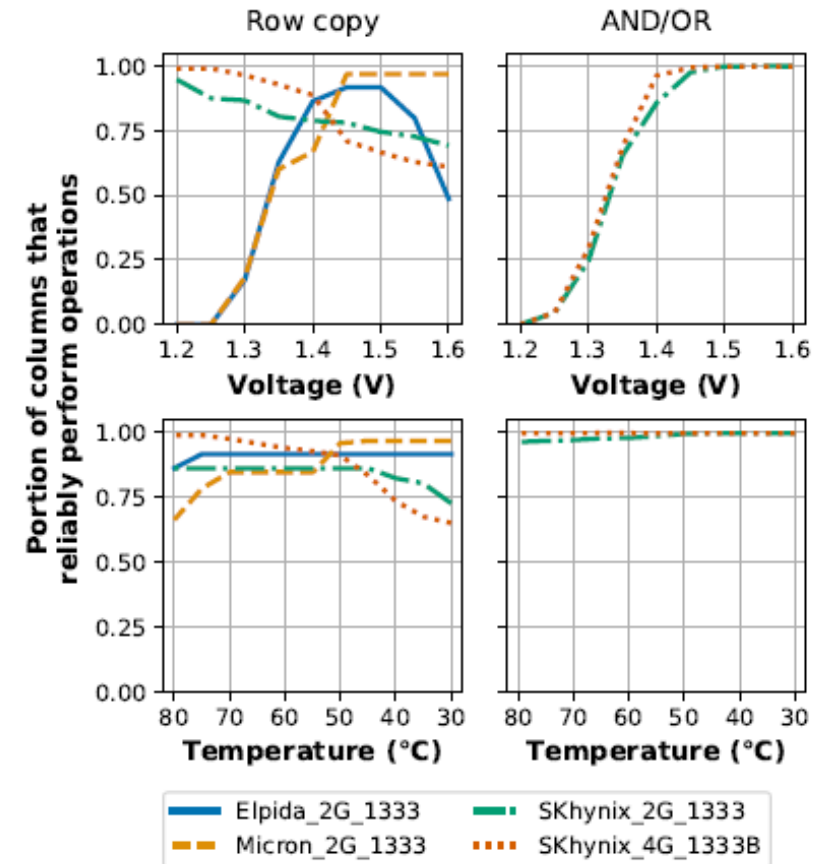 Row copy
AND/OR
Portion of columns that
reliably perform operations
1.00
0.75
0.50
0.25
0.00
1.2 1.3 1.4 1.5 1.6
Voltage (V)
1.2 1.3 1.4 1.5 1.6
Voltage (V)
1.00
0.75
0.50
0.25
0.00
80 70 60 50 40 30
Temperature (°C)
80 70 60 50 40 30
Temperature (°C)
Elpida_2G_1333
SKhynix_2G_1333
Micron_2G_1333
SKhynix_4G_1333B